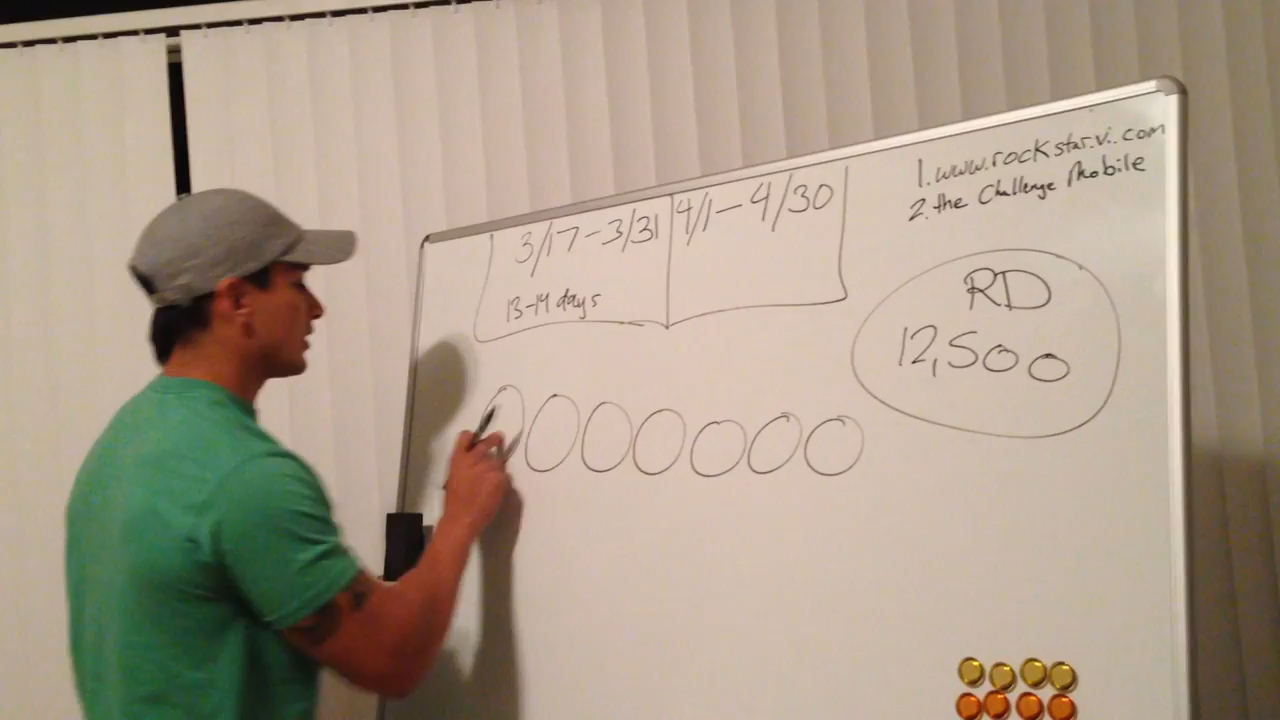 1. www.rockstar.vi.com
2. the Challenge Mobile
3/17-3/31 4/1-4/30
13-14 days
RD
12,500